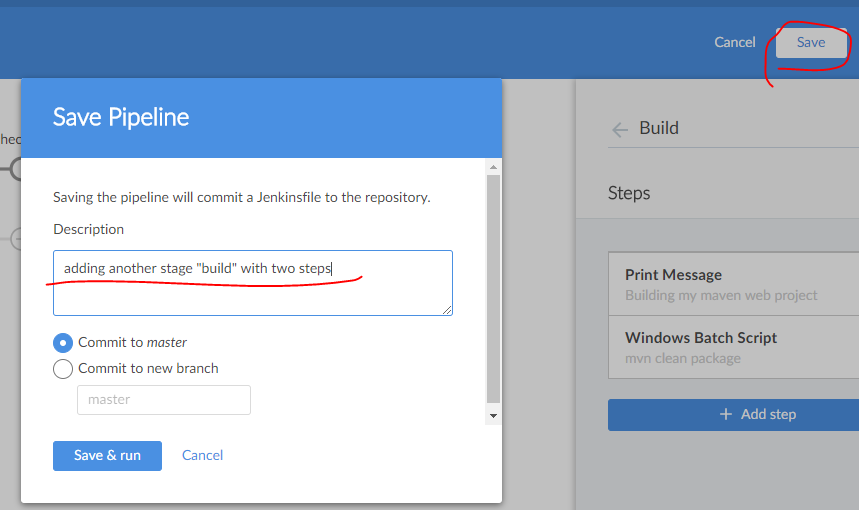 Cancel
Save
Save Pipeline
Build
Saving the pipeline will commit a Jenkinsfile to the repository.
Steps
Description
adding another stage "build" with two steps
Print Message
Building my maven web project
Windows Batch Script
mvn clean package
Commit to master
Commit to new branch
master
Add step
Save & run
Cancel